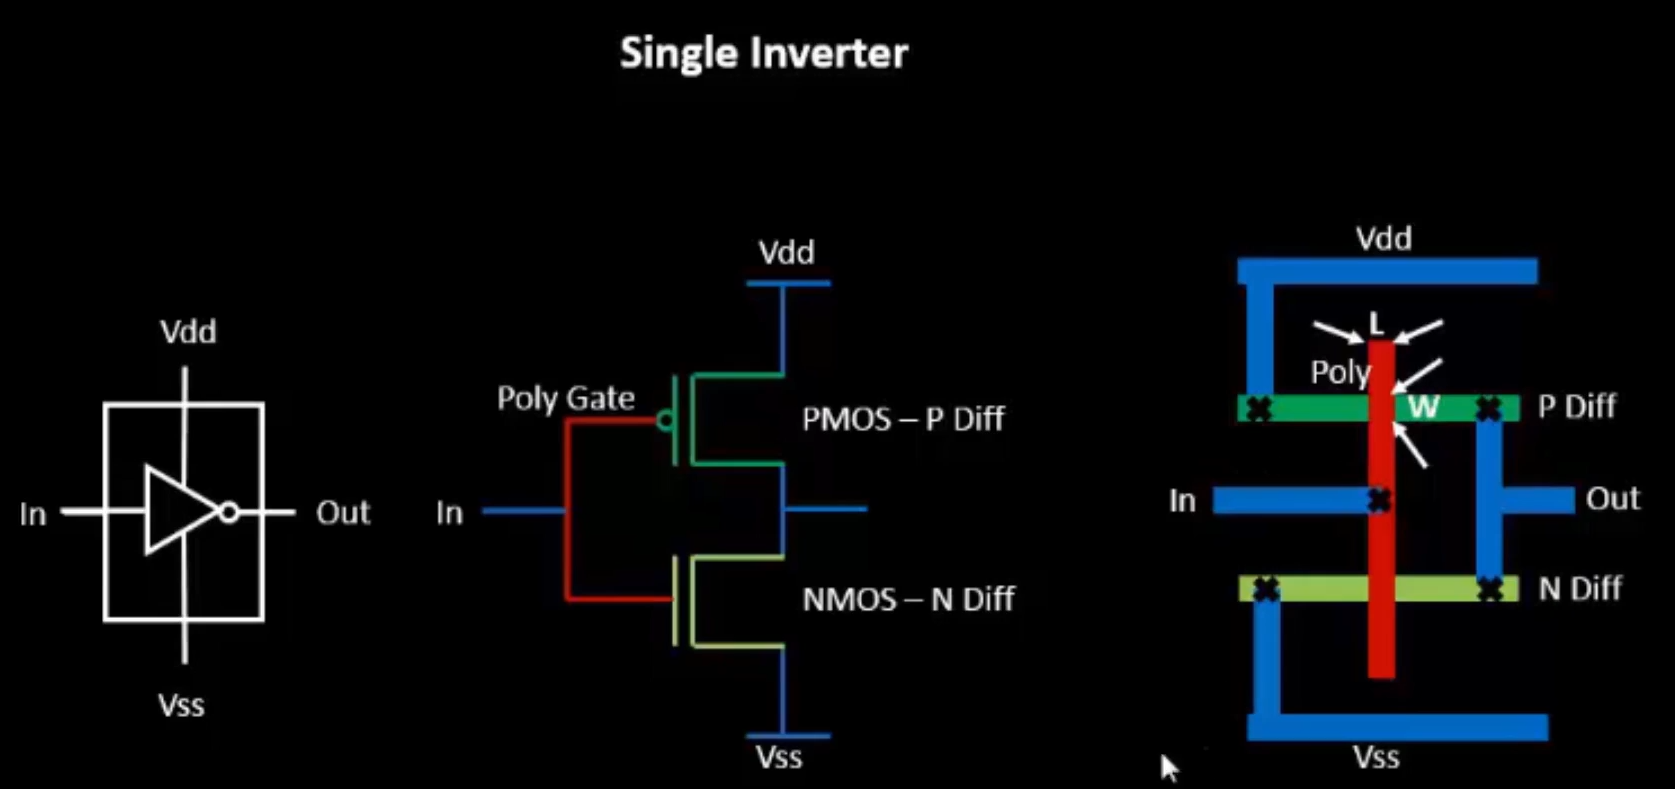 Single Inverter
Vdd
In
Out
Vss
Vdd
Poly Gate
PMOS – P Diff
In
NMOS – N Diff
Vss
Vdd
L
Poly
W
P Diff
In
Out
N Diff
Vss